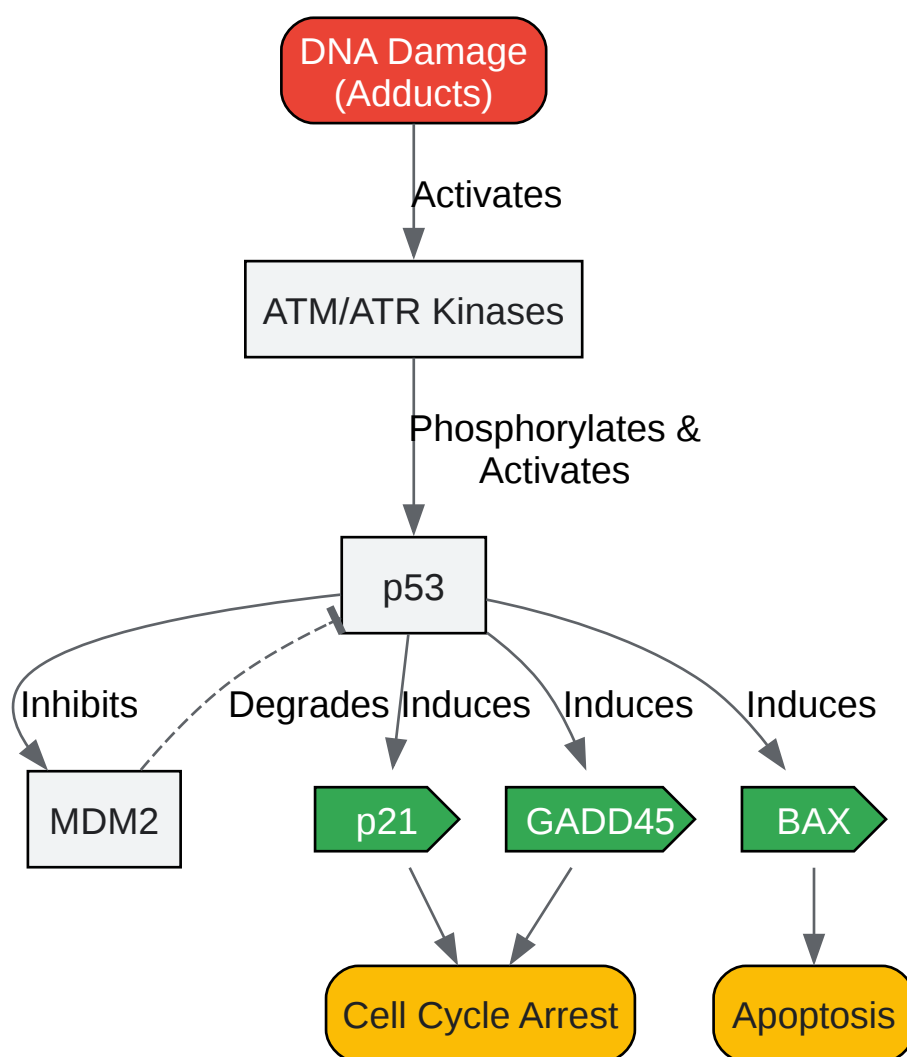 DNA Damage
(Adducts)
Activates
ATM/ATR Kinases
Phosphorylates &
Activates
p53
Inhibits
Degrades
Induces
Induces
Induces
MDM2
p21
GADD45
BAX
Cell Cycle Arrest
Apoptosis